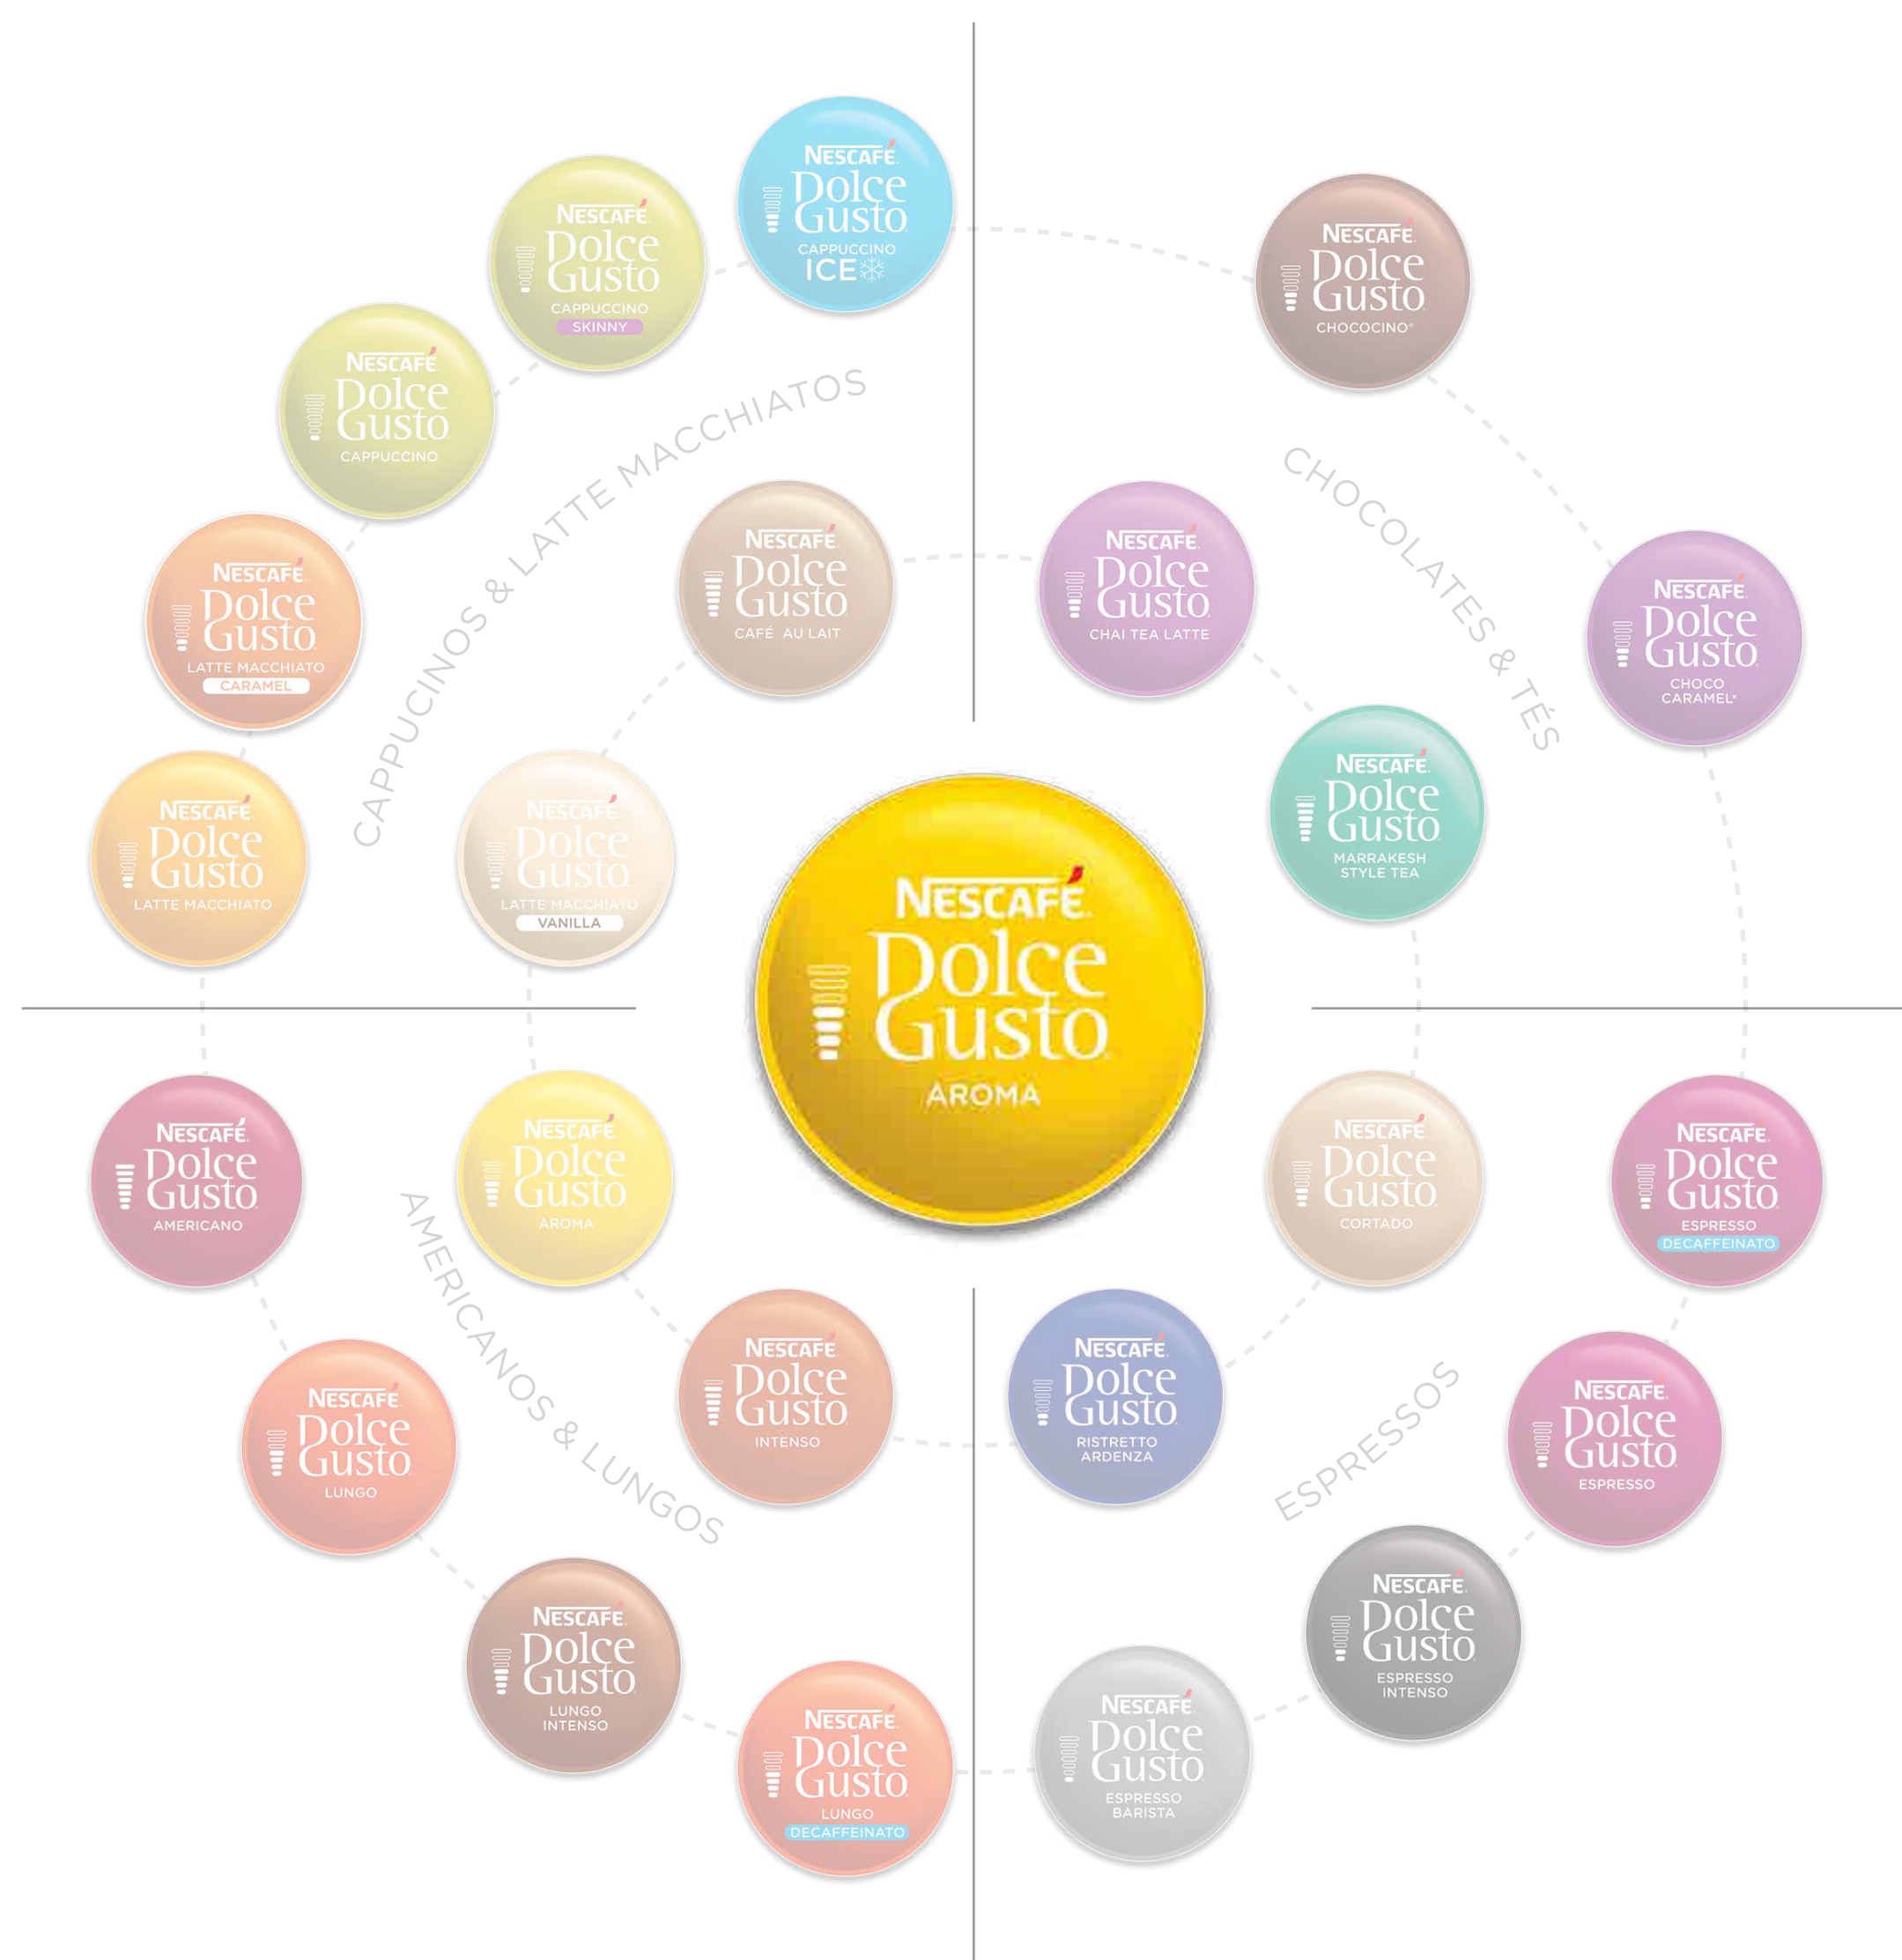 NESCAFÉ
Dolce
Gusto
CAPPUCCINO
ICE
NESCAFÉ
Dolce
Gusto
CAPPUCCINO
SKINNY
NESCAFÉ
Dolce
Gusto
CAPPUCCINO
NESCAFÉ
Dolce
Gusto
LATTE MACCHIATO
CARAMEL
NESCAFÉ
Dolce
Gusto
LATTE MACCHIATO
CAPPUCINOS & LATTE MACCHIATOS
NESCAFÉ
Dolce
Gusto
CAFÉ AU LAIT
NESCAFÉ
Dolce
Gusto
LATTE MACCHIATO
VANILLA
NESCAFÉ
Dolce
Gusto
CHOCOCINO®
NESCAFÉ
Dolce
Gusto
CHOCO
CARAMEL*
CHOCOLATES & TÉS
NESCAFÉ
Dolce
Gusto
CHAI TEA LATTE
NESCAFÉ
Dolce
Gusto
MARRAKESH
STYLE TEA
NESCAFÉ
Dolce
Gusto
AROMA
NESCAFÉ
Dolce
Gusto
AMERICANO
NESCAFÉ
Dolce
Gusto
AROMA
AMERICANOS & LUNGOS
NESCAFÉ
Dolce
Gusto
INTENSO
NESCAFÉ
Dolce
Gusto
LUNGO
NESCAFÉ
Dolce
Gusto
LUNGO
INTENSO
NESCAFÉ
Dolce
Gusto
LUNGO
DECAFFEINATO
NESCAFÉ
Dolce
Gusto
CORTADO
NESCAFÉ
Dolce
Gusto
ESPRESSO
DECAFFEINATO
NESCAFÉ
Dolce
Gusto
RISTRETTO
ARDENZA
ESPRESSOS
NESCAFÉ
Dolce
Gusto
ESPRESSO
NESCAFÉ
Dolce
Gusto
ESPRESSO
INTENSO
NESCAFÉ
Dolce
Gusto
ESPRESSO
BARISTA